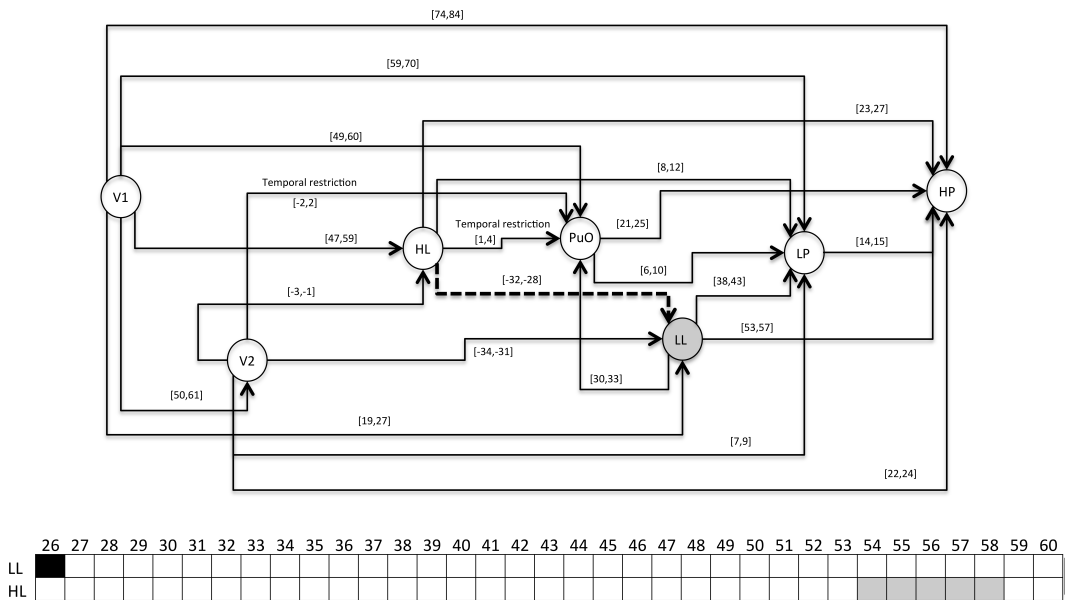 [74,84]
[59,70]
[23,27]
[49,60]
[8,12]
Temporal restriction
[-2,2]
V1
HP
Temporal restriction
[21,25]
[47,59]
[1,4]
PuO
HL
[14,15]
LP
[6,10]
[-32,-28]
[38,43]
[-3,-1]
[53,57]
LL
[-34,-31]
V2
[30,33]
[50,61]
[19,27]
[7,9]
[22,24]
26 27 28 29 30 31 32 33 34 35 36 37 38 39 40 41 42 43 44 45 46 47 48 49 50 51 52 53 54 55 56 57 58 59 60
LL
HL